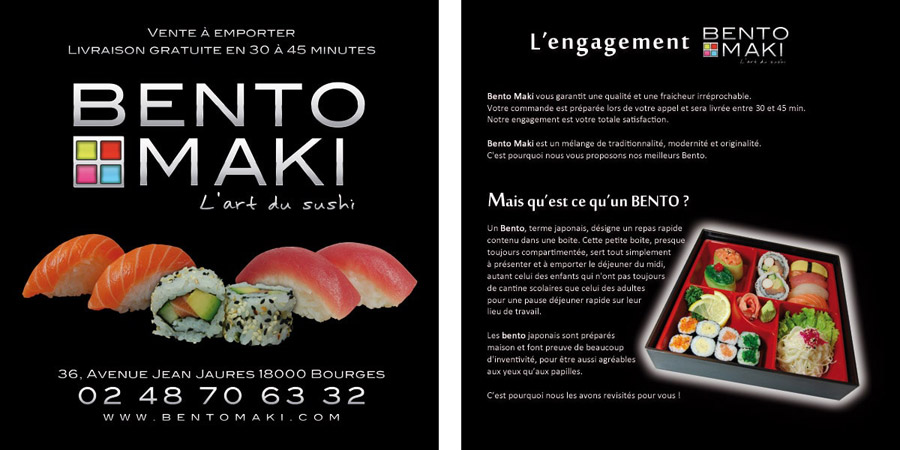 VENTE À EMPORTER
LIVRAISON GRATUITE EN 30 À 45 MINUTES
BENTO
MAKI
L'art du sushi
36, AVENUE JEAN JAURES 18000 BOURGES
02 48 70 63 32
WWW.BENTOMAKI.COM
L'engagement BENTO MAKI
L'art du sushi
Bento Maki vous garantit une qualité et une fraicheur irréprochable.
Votre commande est préparée lors de votre appel et sera livrée entre 30 et 45 min.
Notre engagement est votre totale satisfaction.
Bento Maki est un mélange de traditionnalité, modernité et originalité.
C'est pourquoi nous vous proposons nos meilleurs Bento.
Mais qu'est ce qu'un BENTO ?
Un Bento, terme japonais, désigne un repas rapide
contenu dans une boite. Cette petite boite, presque
toujours compartimentée, sert tout simplement
à présenter et à emporter le déjeuner du midi,
autant celui des enfants qui n'ont pas toujours
de cantine scolaires que celui des adultes
pour une pause déjeuner rapide sur leur
lieu de travail.
Les bento japonais sont préparés
maison et font preuve de beaucoup
d'inventivité, pour être aussi agréables
aux yeux qu'aux papilles.
C'est pourquoi nous les avons revisités pour vous !